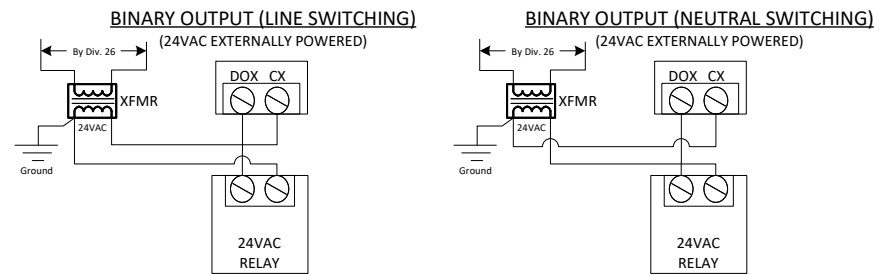 BINARY OUTPUT (LINE SWITCHING)
(24VAC EXTERNALLY POWERED)
By Div. 26
DOX CX
XFMR
24VAC
Ground
24VAC
RELAY
BINARY OUTPUT (NEUTRAL SWITCHING)
(24VAC EXTERNALLY POWERED)
By Div. 26
DOX CX
XFMR
24VAC
Ground
24VAC
RELAY